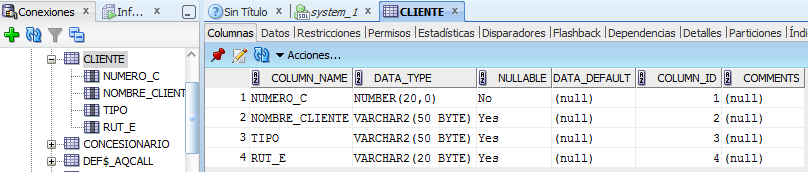 Conexiones x Inf... x
Sin Título x system_1 x CLIENTE x
Columnas Datos Restricciones Permisos Estadísticas Disparadores Flashback Dependencias Detalles Particiones Índi
Acciones...
CLIENTE
NUMERO_C
NOMBRE_CLIENT
TIPO
RUT_E
CONCESIONARIO
DEF$_AQCALL
COLUMN_NAME DATA_TYPE NULLABLE DATA_DEFAULT COLUMN_ID COMMENTS
1 NUMERO_C NUMBER(20,0) No (null) 1 (null)
2 NOMBRE_CLIENTE VARCHAR2(50 BYTE) Yes (null) 2 (null)
3 TIPO VARCHAR2(50 BYTE) Yes (null) 3 (null)
4 RUT_E VARCHAR2(20 BYTE) Yes (null) 4 (null)